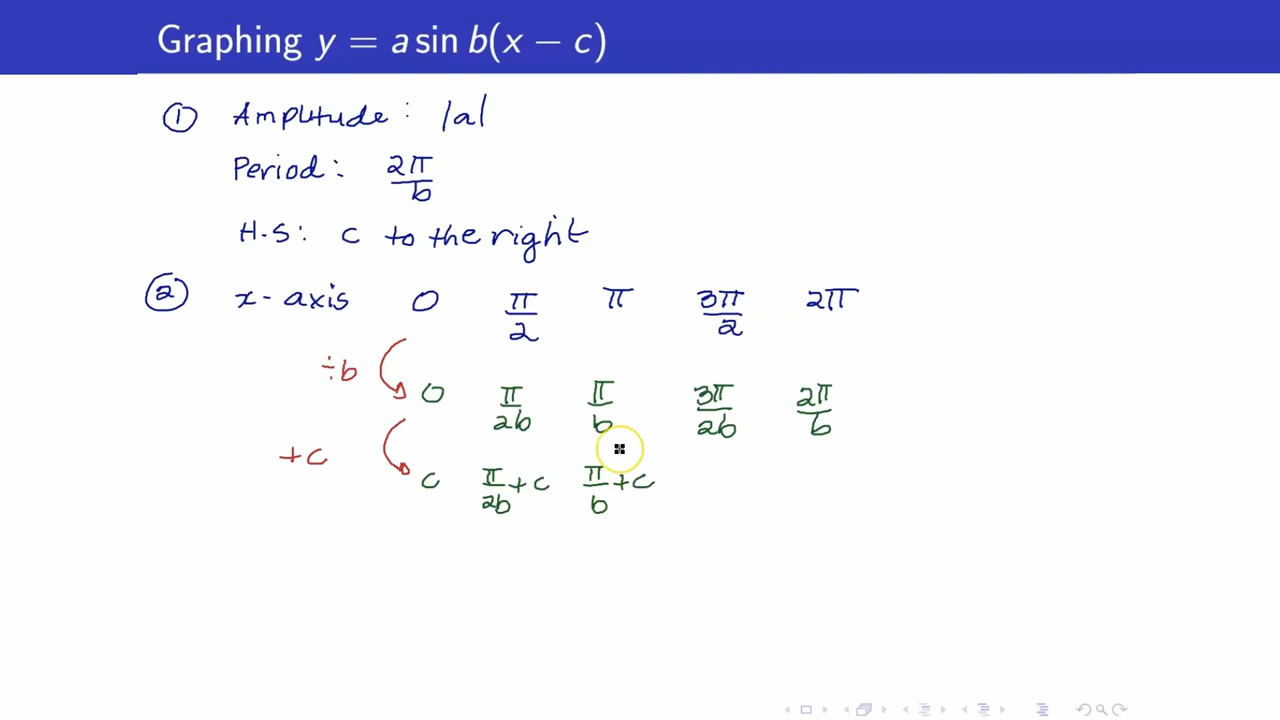 Graphing y = a sin b(x − c)
① Amplitude : |a|
Period : 2π/b
H.S : c to the right
② x-axis 0 π/2 π 3π/2 2π
÷b 0 π/2b π/b 3π/2b 2π/b
+c c π/2b+c π/b+c